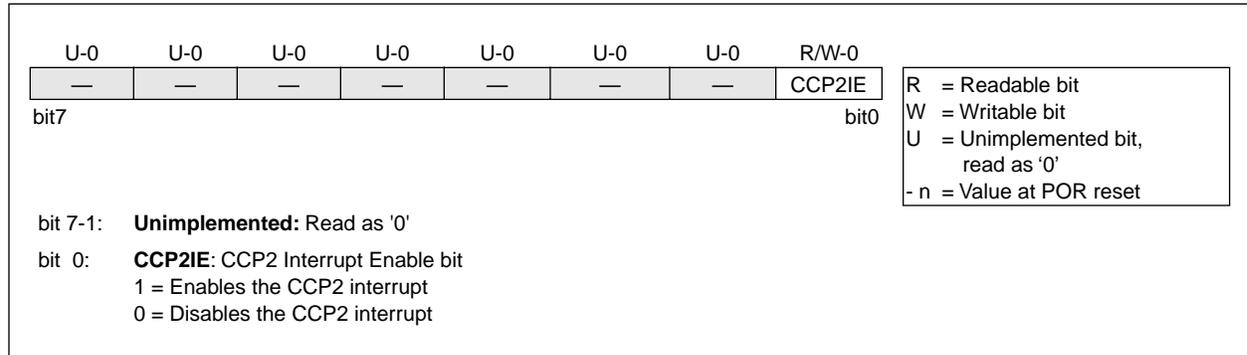 U-0 U-0 U-0 U-0 U-0 U-0 U-0 R/W-0
— — — — — — — CCP2IE
bit7 bit0
R = Readable bit
W = Writable bit
U = Unimplemented bit,
read as ‘0’
- n = Value at POR reset
bit 7-1: Unimplemented: Read as '0'
bit 0: CCP2IE: CCP2 Interrupt Enable bit
1 = Enables the CCP2 interrupt
0 = Disables the CCP2 interrupt